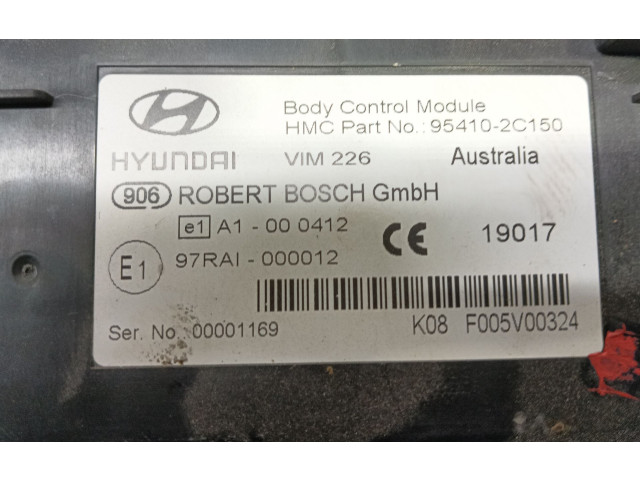 Body Control Module
HMC Part No.: 95410-2C150
HYUNDAI VIM 226 Australia
906 ROBERT BOSCH GmbH
e1 A1 - 00 0412
19017
E1 97RAI - 000012
Ser. No.: 00001169
K08 F005V00324